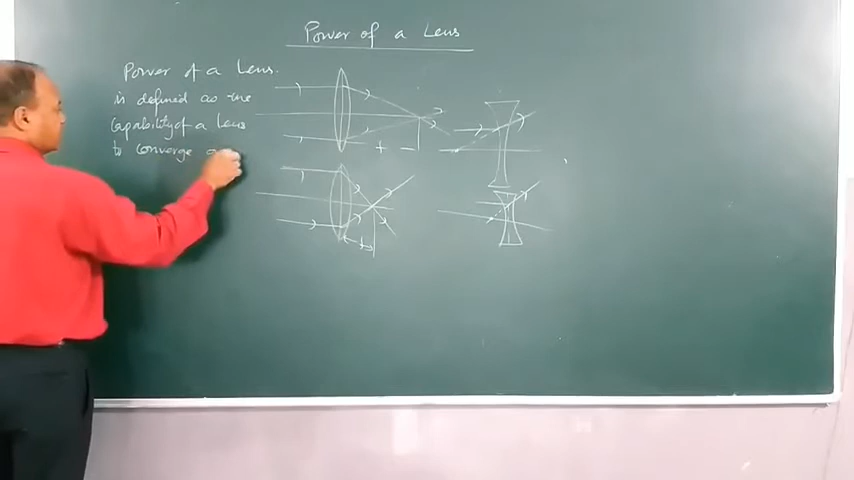 Power of a Lens
Power of a Lens.
is defined as the
Capability of a Lens
to converge
+ -